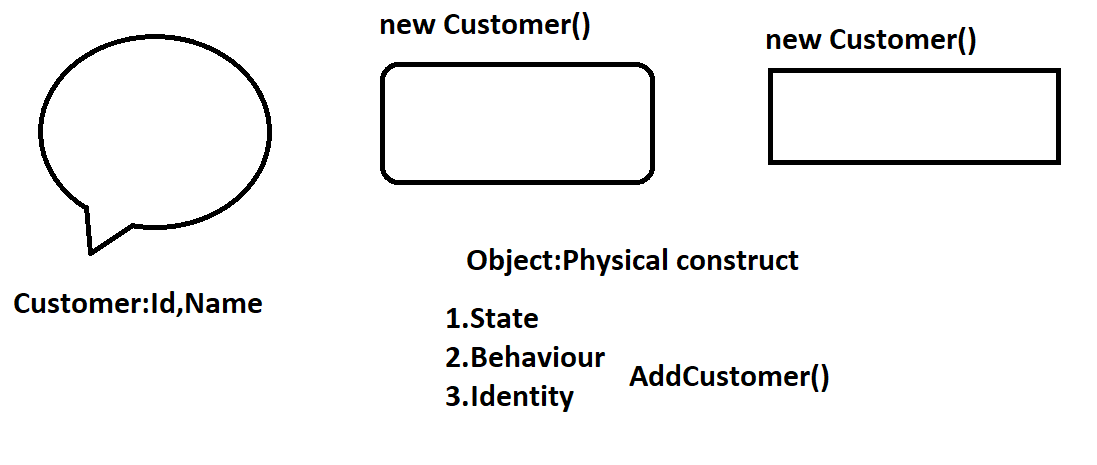 new Customer()
new Customer()
Customer:Id,Name
Object:Physical construct
1.State
2.Behaviour
3.Identity
AddCustomer()